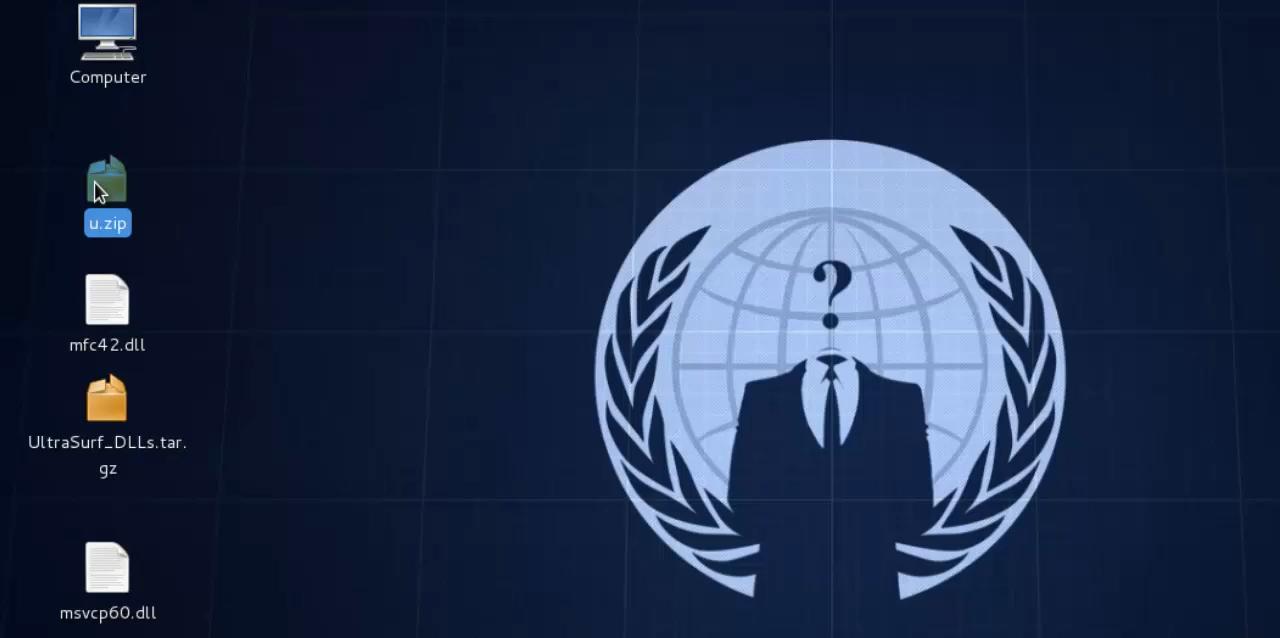 Computer
u.zip
mfc42.dll
UltraSurf_DLLs.tar.
gz
msvcp60.dll
?